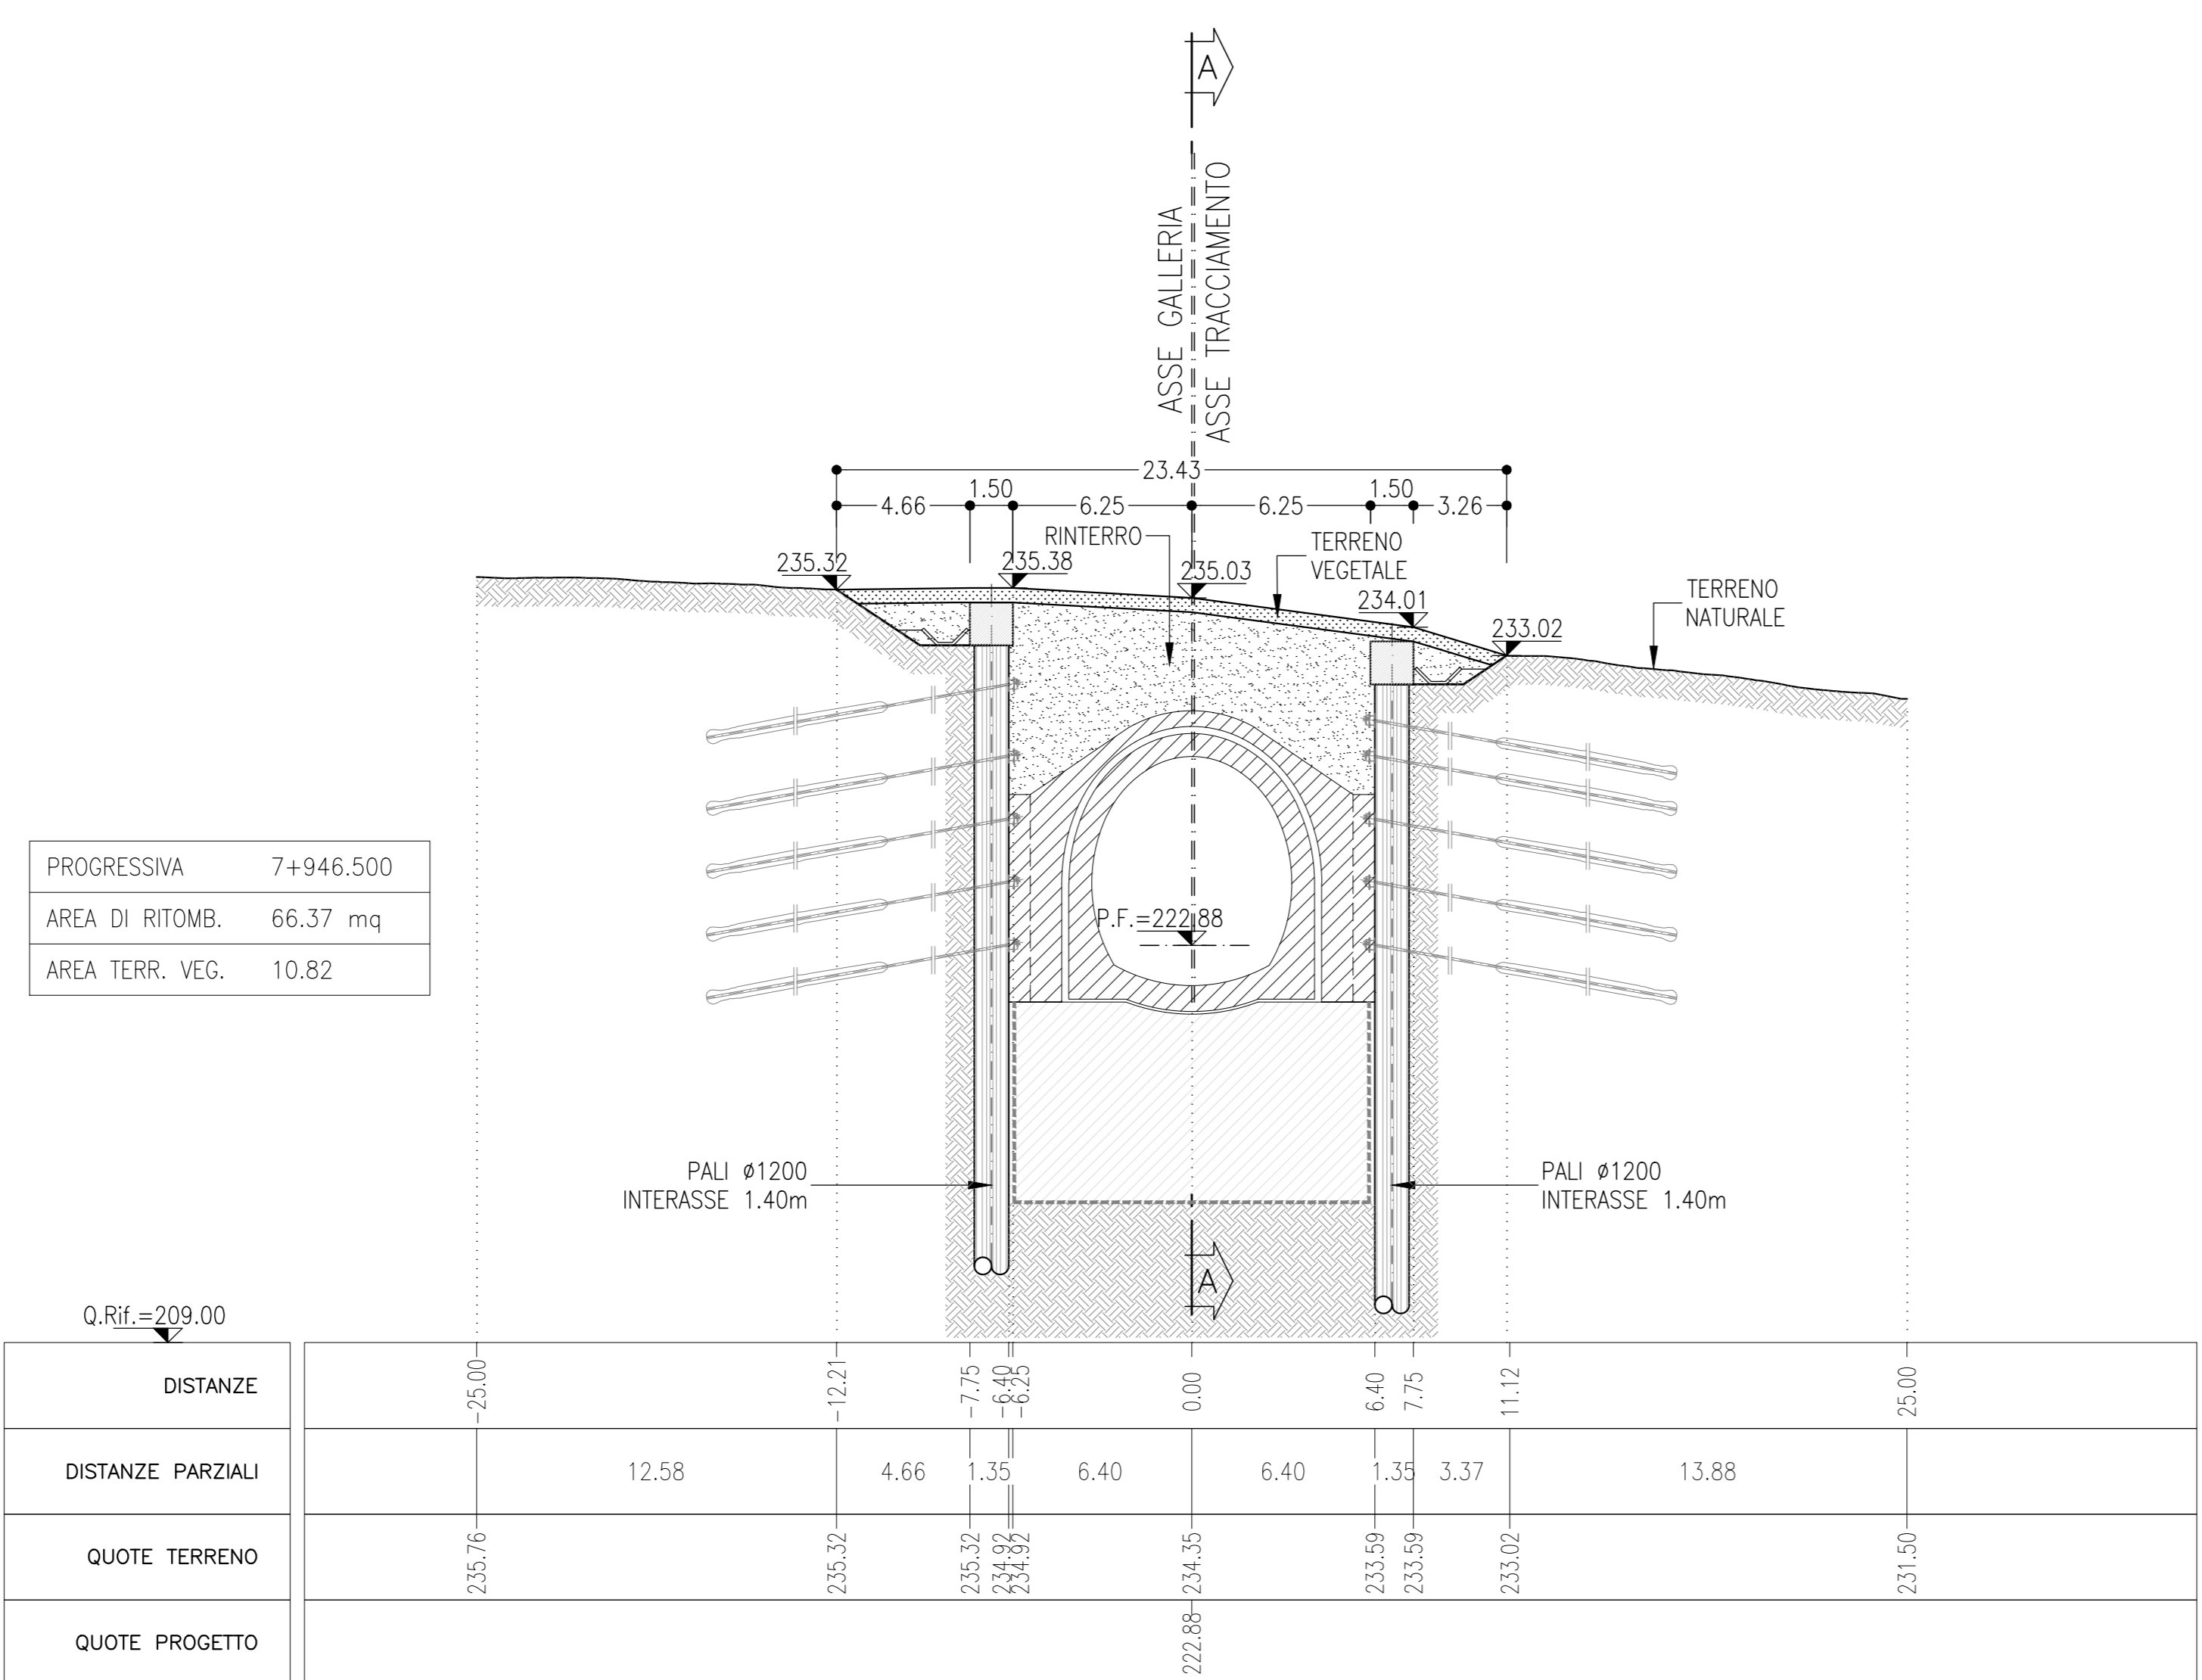 A
ASSE GALLERIA
ASSE TRACCIAMENTO
23.43
4.66
1.50
6.25
6.25
1.50
3.26
RINTERRO
TERRENO
VEGETALE
235.32
235.38
235.03
234.01
233.02
TERRENO
NATURALE
PROGRESSIVA 7+946.500
AREA DI RITOMB. 66.37 mq
AREA TERR. VEG. 10.82
P.F.=222.88
PALI ø1200
INTERASSE 1.40m
PALI ø1200
INTERASSE 1.40m
A
Q.Rif.=209.00
DISTANZE -25.00 -12.21 -7.75 -6.40 -6.25 0.00 6.40 7.75 11.12 25.00
DISTANZE PARZIALI 12.58 4.66 1.35 6.40 6.40 1.35 3.37 13.88
QUOTE TERRENO 235.76 235.32 235.32 234.92 234.92 234.35 233.59 233.59 233.02 231.50
QUOTE PROGETTO 222.88